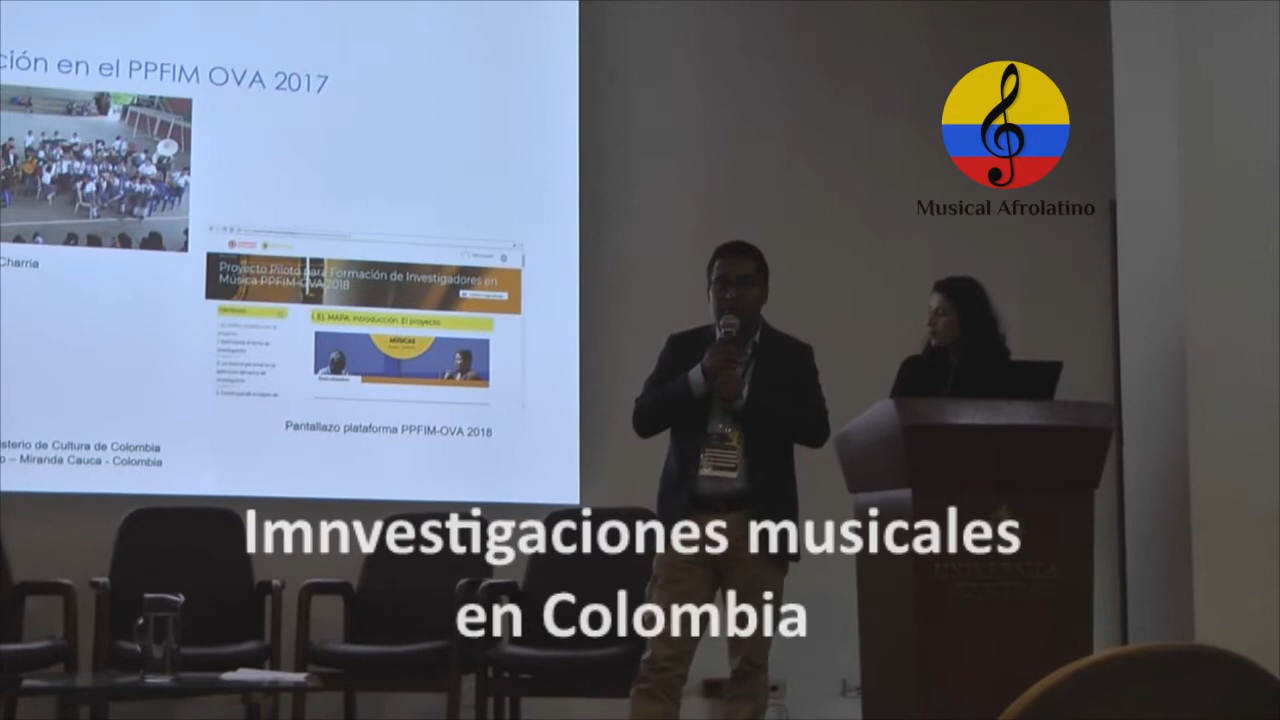 ción en el PPFIM OVA 2017
Musical Afrolatino
Charria
Proyecto Piloto para Formación de Investigadores en
Música PPFIM-OVA 2018
1. EL MAPA: Introducción. El proyecto
MÚSICAS
Pantallazo plataforma PPFIM-OVA 2018
sterio de Cultura de Colombia
o – Miranda Cauca - Colombia
Imnvestigaciones musicales
en Colombia
UNIVERSIDAD